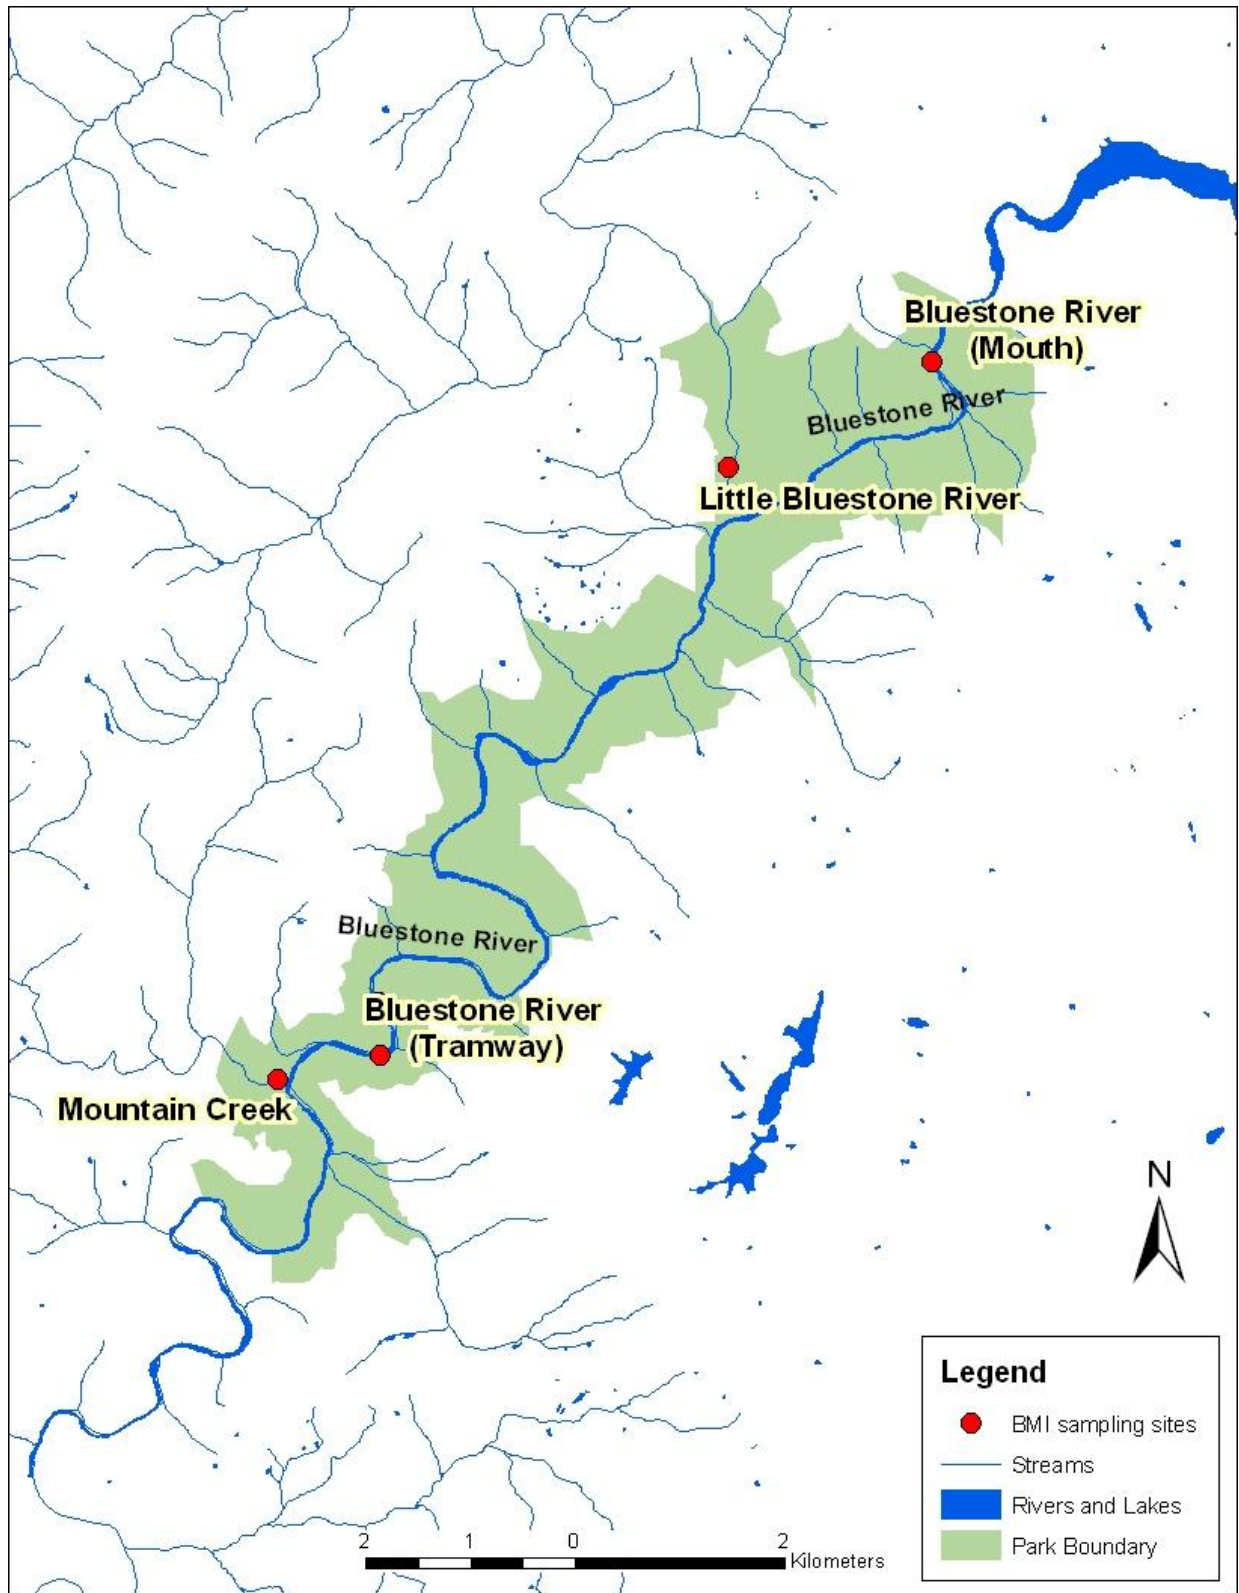 Bluestone River
(Mouth)
Bluestone River
Little Bluestone River
Bluestone River
Bluestone River
(Tramway)
Mountain Creek
N
Legend
BMI sampling sites
Streams
Rivers and Lakes
Park Boundary
2 1 0 2
Kilometers